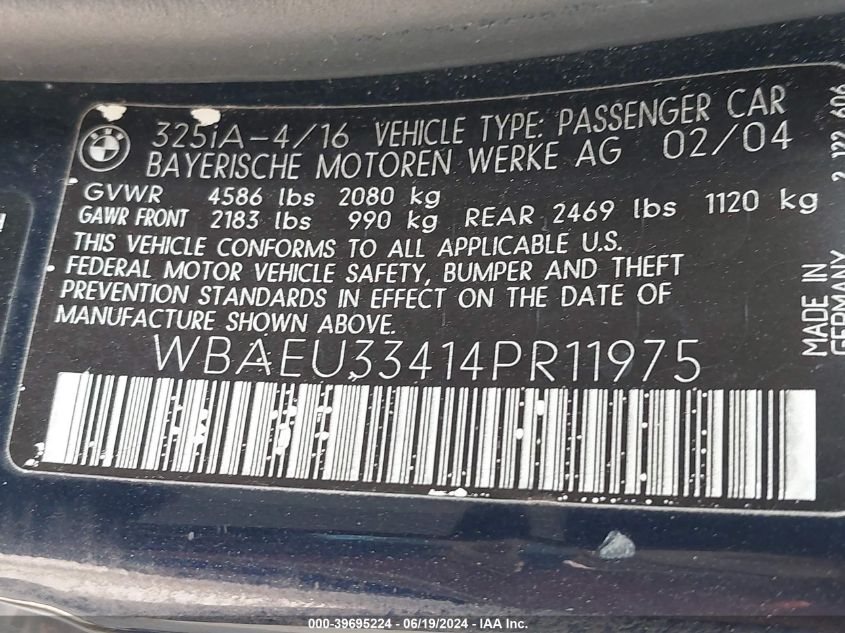 325iA-4/16 VEHICLE TYPE: PASSENGER CAR
BAYERISCHE MOTOREN WERKE AG 02/04
GVWR 4586 lbs 2080 kg
GAWR FRONT 2183 lbs 990 kg REAR 2469 lbs 1120 kg
THIS VEHICLE CONFORMS TO ALL APPLICABLE U.S.
FEDERAL MOTOR VEHICLE SAFETY, BUMPER AND THEFT
PREVENTION STANDARDS IN EFFECT ON THE DATE OF
MANUFACTURE SHOWN ABOVE.
WBAEU33414PR11975
MADE IN
GERMANY
2 122 606
000-39695224 - 06/19/2024 - IAA Inc.